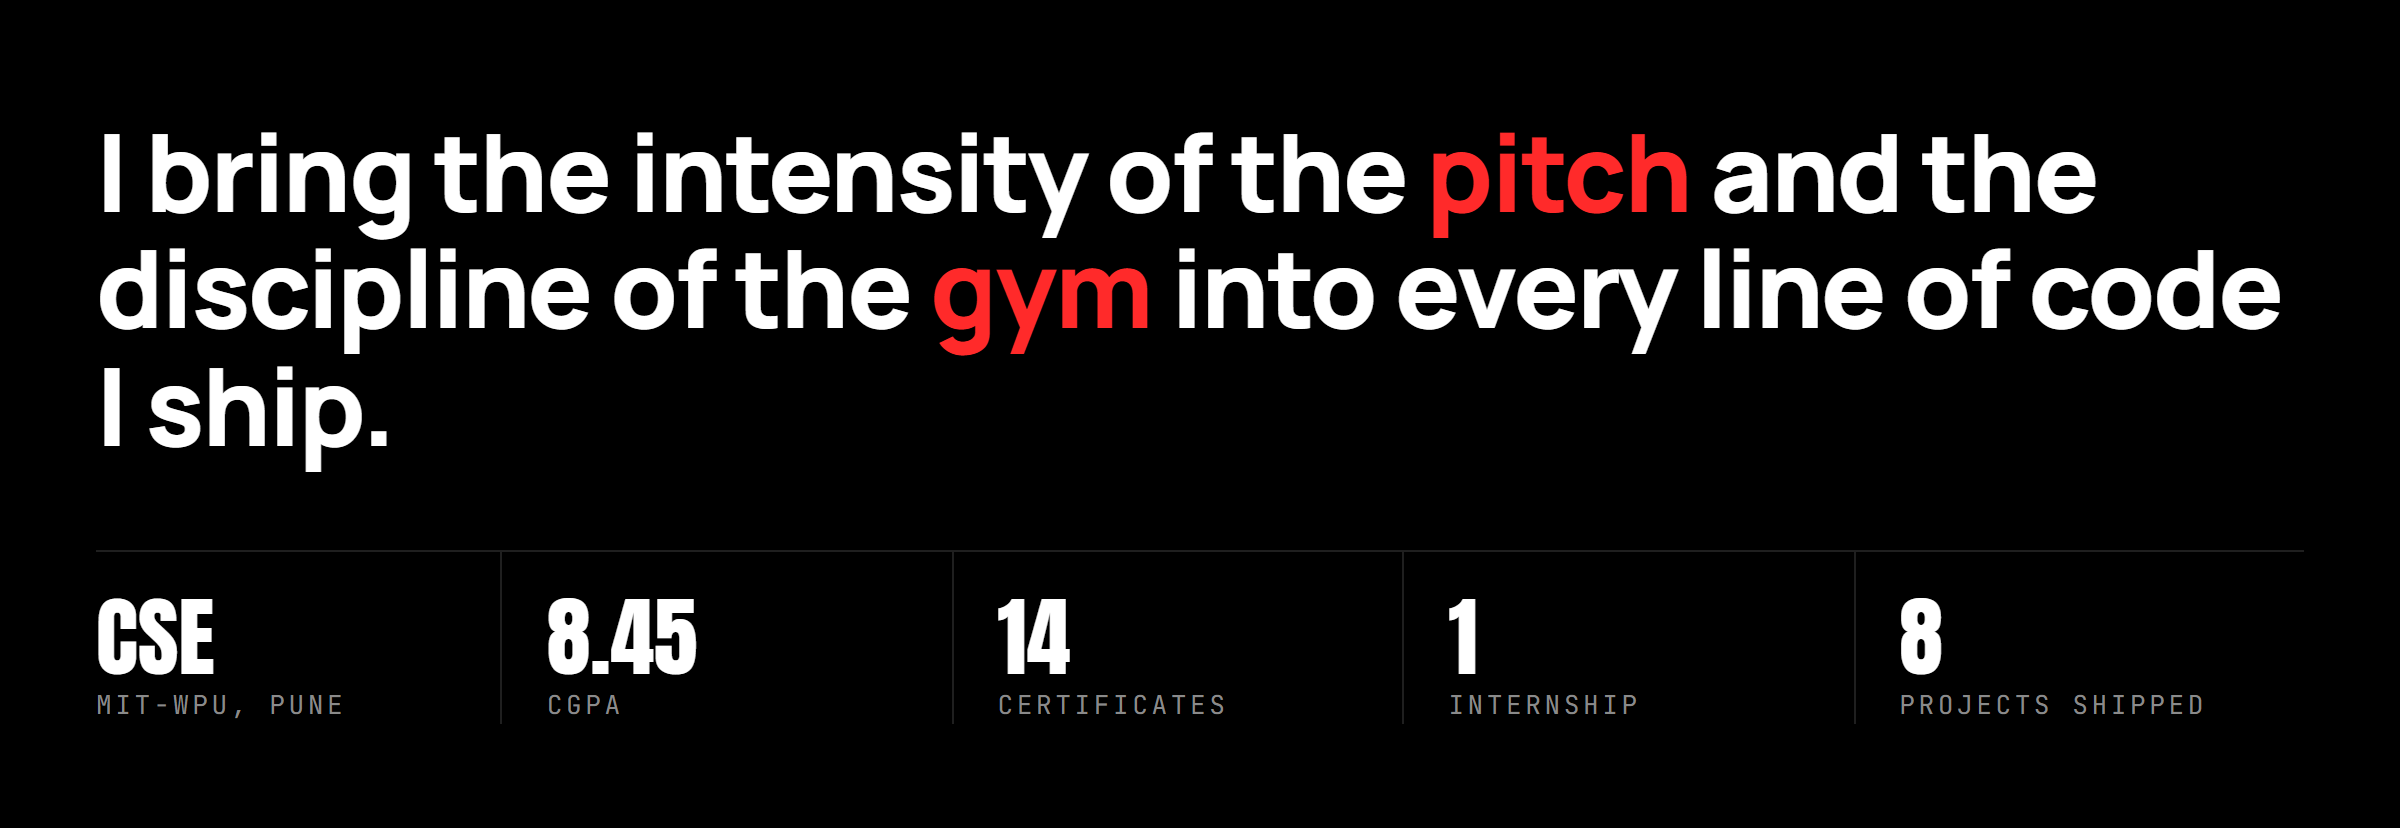 I bring the intensity of the pitch and the
discipline of the gym into every line of code
I ship.
CSE
MIT-WPU, PUNE
8.45
CGPA
14
CERTIFICATES
1
INTERNSHIP
8
PROJECTS SHIPPED